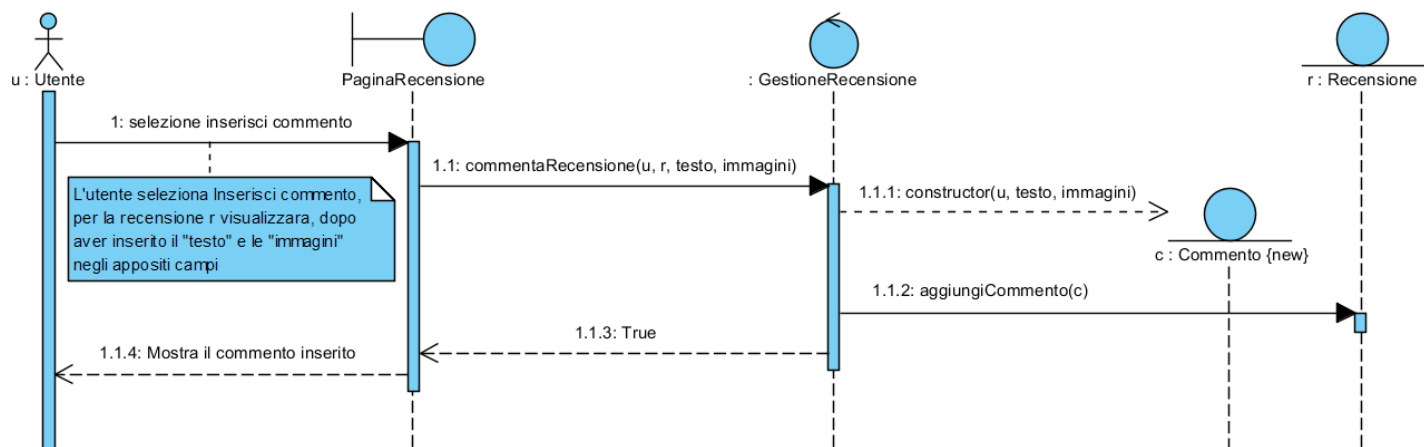 u : Utente
PaginaRecensione
: GestioneRecensione
r : Recensione
1: selezione inserisci commento
1.1: commentaRecensione(u, r, testo, immagini)
1.1.1: constructor(u, testo, immagini)
L'utente seleziona Inserisci commento,
per la recensione r visualizzara, dopo
aver inserito il "testo" e le "immagini"
negli appositi campi
c : Commento {new}
1.1.2: aggiungiCommento(c)
1.1.3: True
1.1.4: Mostra il commento inserito